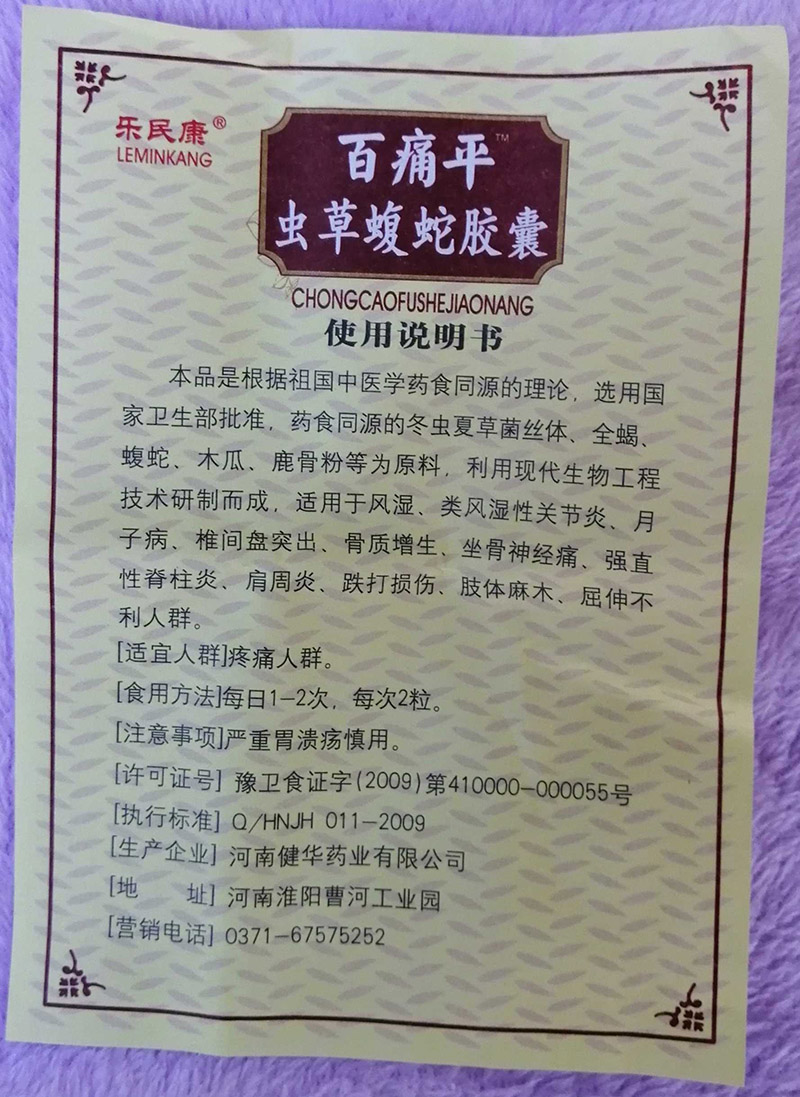 乐民康®
LEMINKANG
百痛平™
虫草蝮蛇胶囊
CHONGCAOFUSHEJIAONANG
使用说明书
本品是根据祖国中医学药食同源的理论，选用国
家卫生部批准，药食同源的冬虫夏草菌丝体、全蝎、
蝮蛇、木瓜、鹿骨粉等为原料，利用现代生物工程
技术研制而成，适用于风湿、类风湿性关节炎、月
子病、椎间盘突出、骨质增生、坐骨神经痛、强直
性脊柱炎、肩周炎、跌打损伤、肢体麻木、屈伸不
利人群。
[适宜人群]疼痛人群。
[食用方法]每日1-2次，每次2粒。
[注意事项]严重胃溃疡慎用。
[许可证号] 豫卫食证字(2009)第410000-000055号
[执行标准] Q/HNJH 011-2009
[生产企业] 河南健华药业有限公司
[地　　址] 河南淮阳曹河工业园
[营销电话] 0371-67575252